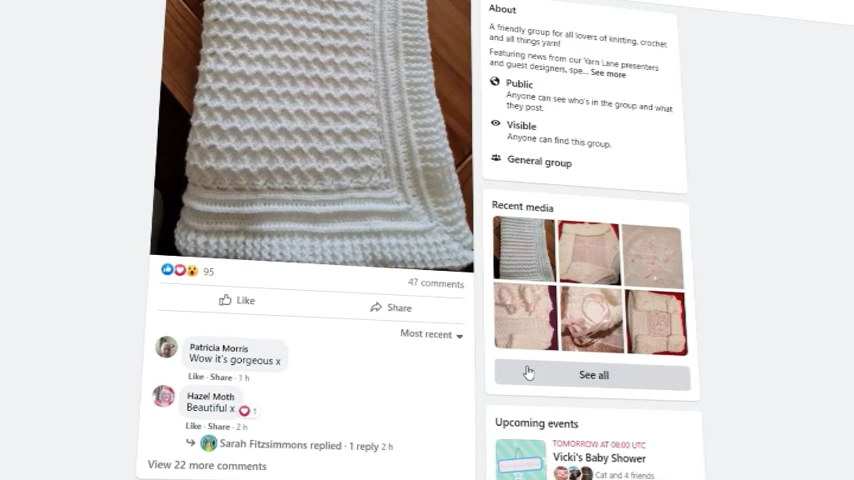 95
47 comments
Like
Share
Most recent
Patricia Morris
Wow it's gorgeous x
Like · Share · 1 h
Hazel Moth
Beautiful x
1
Like · Share · 2 h
Sarah Fitzsimmons replied · 1 reply 2 h
View 22 more comments
About
A friendly group for all lovers of knitting, crochet
and all things yarn!
Featuring news from our Yarn Lane presenters
and guest designers, spe... See more
Public
Anyone can see who's in the group and what
they post.
Visible
Anyone can find this group.
General group
Recent media
See all
Upcoming events
TOMORROW AT 08:00 UTC
Vicki's Baby Shower
Cat and 4 friends